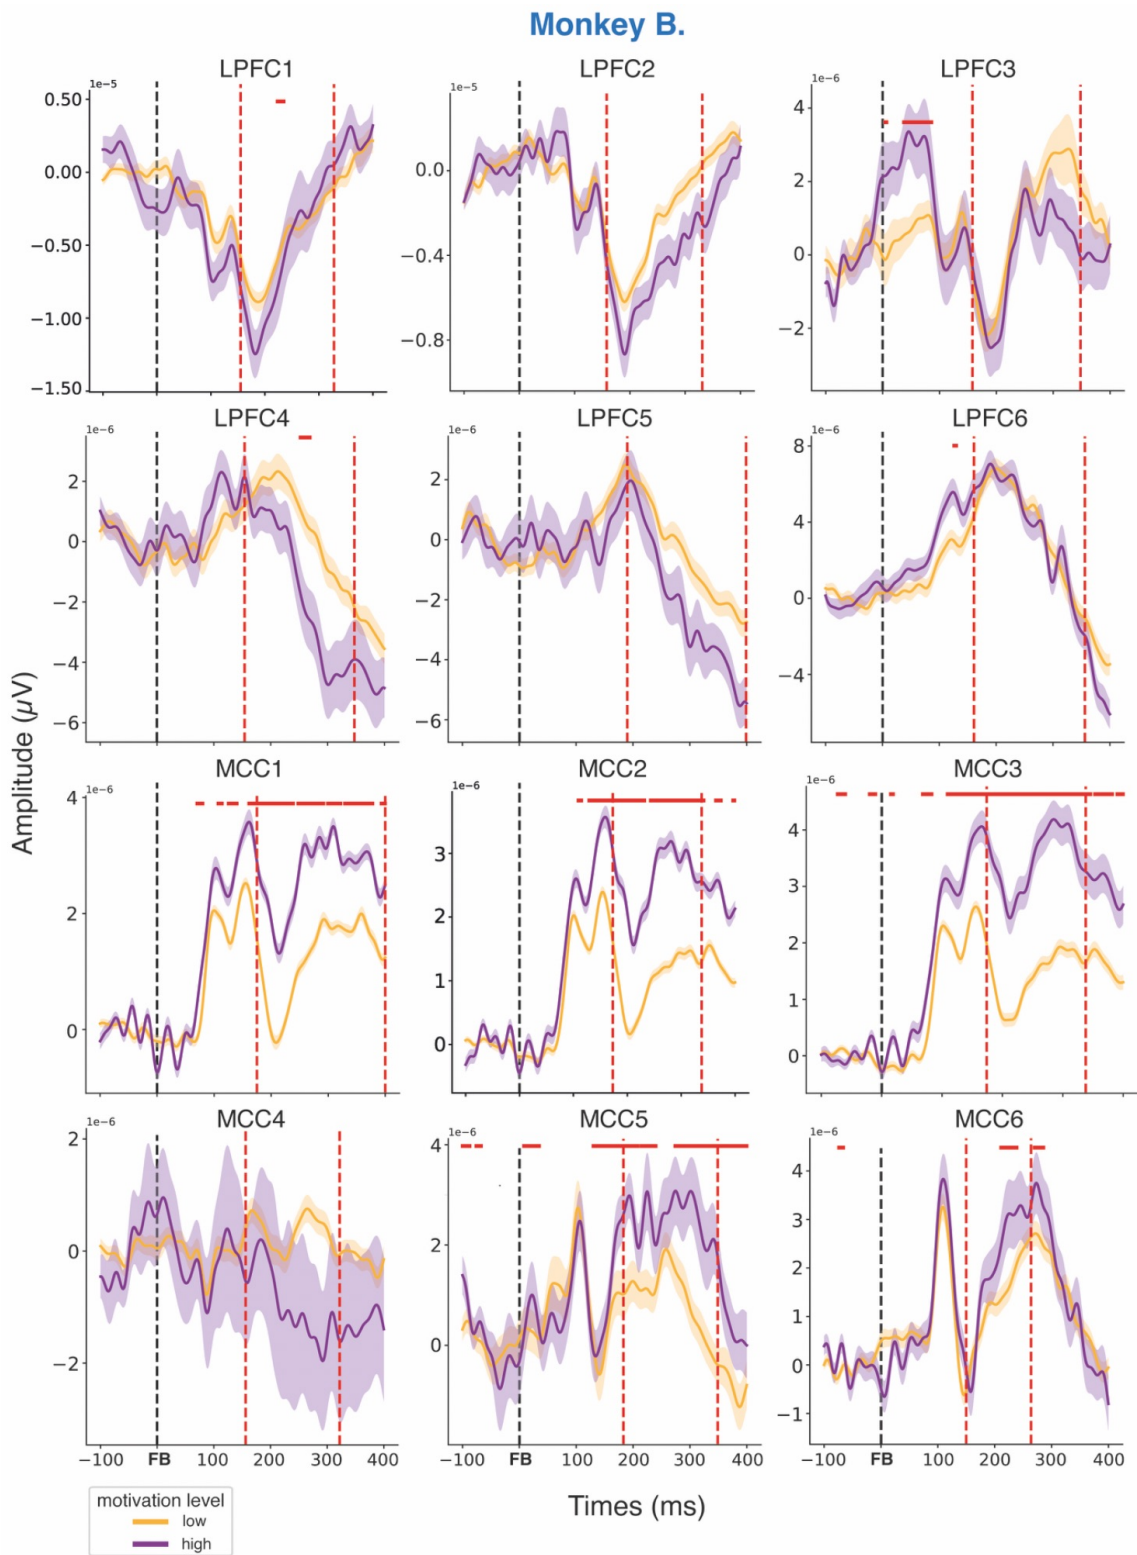 Monkey B.
LPFC1 LPFC2 LPFC3
1e−5 1e−5 1e−6
0.50 0.00 −0.50 −1.00 −1.50
0.0 −0.4 −0.8
4 2 0 −2
LPFC4 LPFC5 LPFC6
1e−6 1e−6 1e−6
2 0 −2 −4 −6
2 0 −2 −4 −6
8 4 0 −4
Amplitude (µV)
MCC1 MCC2 MCC3
1e−6 1e−6 1e−6
4 2 0
3 2 1 0
4 3 2 1 0
MCC4 MCC5 MCC6
1e−6 1e−6 1e−6
2 0 −2
4 2 0
4 3 2 1 0 −1
−100 FB 100 200 300 400
−100 FB 100 200 300 400
−100 FB 100 200 300 400
Times (ms)
motivation level
low
high